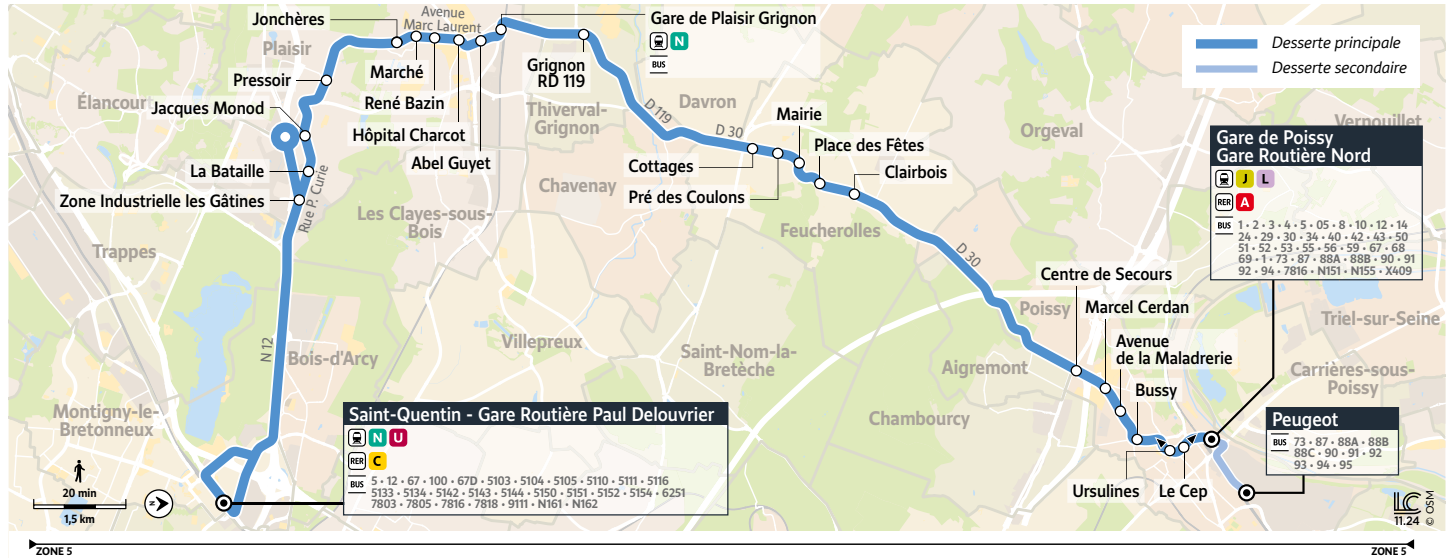 Jonchères
Avenue
Marc Laurent
Gare de Plaisir Grignon
N
BUS
Desserte principale
Desserte secondaire
Plaisir
Pressoir
Marché
Grignon
RD 119
Élancour
Jacques Monod
René Bazin
Thiverval-
Grignon
D 119
Davron
Hôpital Charcot
Abel Guyet
D 30
Mairie
Place des Fêtes
Cottages
Clairbois
Pré des Coulons
Orgeval
Vernouillet
Gare de Poissy
Gare Routière Nord
J L
RER A
BUS
1 • 2 • 3 • 4 • 5 • 05 • 8 • 10 • 12 • 14
24 • 29 • 30 • 34 • 40 • 42 • 43 • 50
51 • 52 • 53 • 55 • 56 • 59 • 67 • 68
69 • 1 • 73 • 87 • 88A • 88B • 90 • 91
92 • 94 • 7816 • N151 • N155 • X409
La Bataille
Rue P. Curie
Zone Industrielle les Gâtines
Chavenay
Les Clayes-sous-
Bois
Feucherolles
Trappes
D 30
Centre de Secours
Poissy
Marcel Cerdan
Triel-sur-Seine
N 12
Bois-d'Arcy
Villepreux
Saint-Nom-la-
Bretèche
Avenue
de la Maladrerie
Aigremont
Carrières-sous-
Poissy
Bussy
Montigny-le-
Bretonneux
Chambourcy
Saint-Quentin - Gare Routière Paul Delouvrier
N U
RER C
BUS
5 • 12 • 67 • 100 • 67D • 5103 • 5104 • 5105 • 5110 • 5111 • 5116
5133 • 5134 • 5142 • 5143 • 5144 • 5150 • 5151 • 5152 • 5154 • 6251
7803 • 7805 • 7816 • 7818 • 9111 • N161 • N162
Peugeot
BUS
73 • 87 • 88A • 88B
88C • 90 • 91 • 92
93 • 94 • 95
Ursulines
Le Cep
20 min
1,5 km
N
LC
11.24
© OSM
ZONE 5
ZONE 5